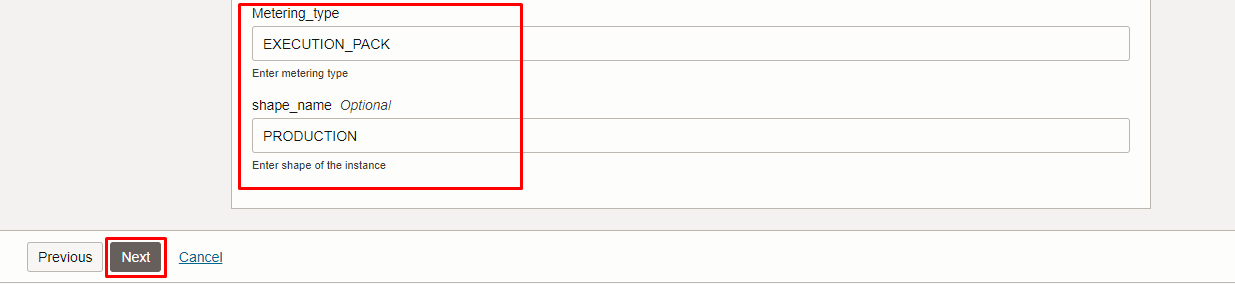 Metering_type
EXECUTION_PACK
Enter metering type
shape_name Optional
PRODUCTION
Enter shape of the instance
Previous Next Cancel